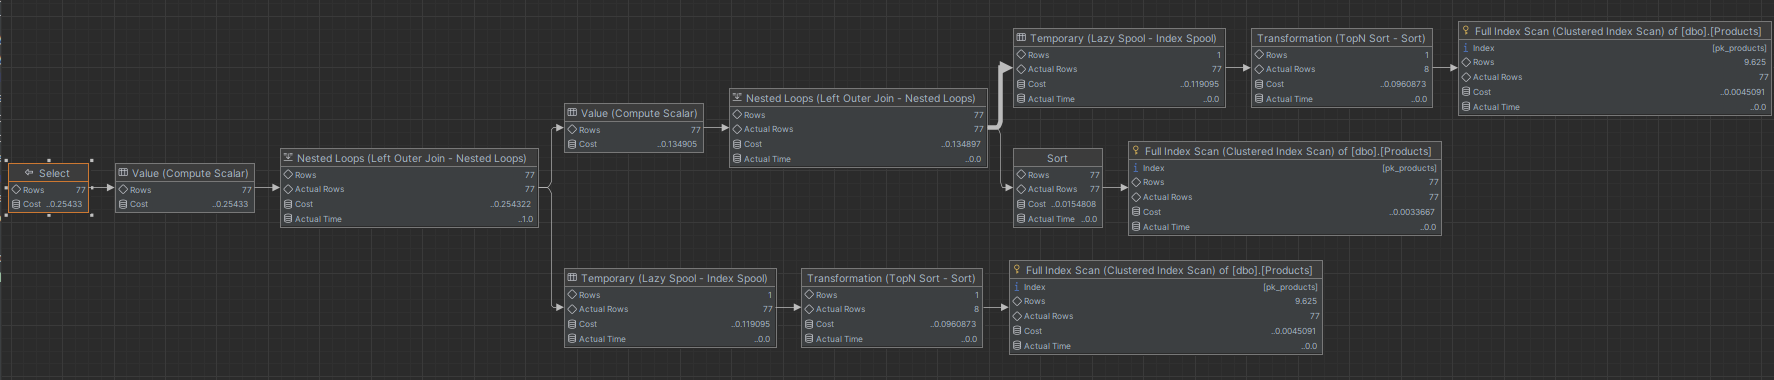 Select
Rows 77
Cost ..0.25433
Value (Compute Scalar)
Rows 77
Cost ..0.25433
Nested Loops (Left Outer Join - Nested Loops)
Rows 77
Actual Rows 77
Cost ..0.254322
Actual Time ..1.0
Value (Compute Scalar)
Rows 77
Cost ..0.134905
Nested Loops (Left Outer Join - Nested Loops)
Rows 77
Actual Rows 77
Cost ..0.134897
Actual Time ..0.0
Temporary (Lazy Spool - Index Spool)
Rows 1
Actual Rows 77
Cost ..0.119095
Actual Time ..0.0
Transformation (TopN Sort - Sort)
Rows 1
Actual Rows 8
Cost ..0.0960873
Actual Time ..0.0
Full Index Scan (Clustered Index Scan) of [dbo].[Products]
Index [pk_products]
Rows 9.625
Actual Rows 77
Cost ..0.0045091
Actual Time ..0.0
Sort
Rows 77
Actual Rows 77
Cost ..0.0154808
Actual Time ..0.0
Full Index Scan (Clustered Index Scan) of [dbo].[Products]
Index [pk_products]
Rows 77
Actual Rows 77
Cost ..0.0033667
Actual Time ..0.0
Temporary (Lazy Spool - Index Spool)
Rows 1
Actual Rows 77
Cost ..0.119095
Actual Time ..0.0
Transformation (TopN Sort - Sort)
Rows 1
Actual Rows 8
Cost ..0.0960873
Actual Time ..0.0
Full Index Scan (Clustered Index Scan) of [dbo].[Products]
Index [pk_products]
Rows 9.625
Actual Rows 77
Cost ..0.0045091
Actual Time ..0.0